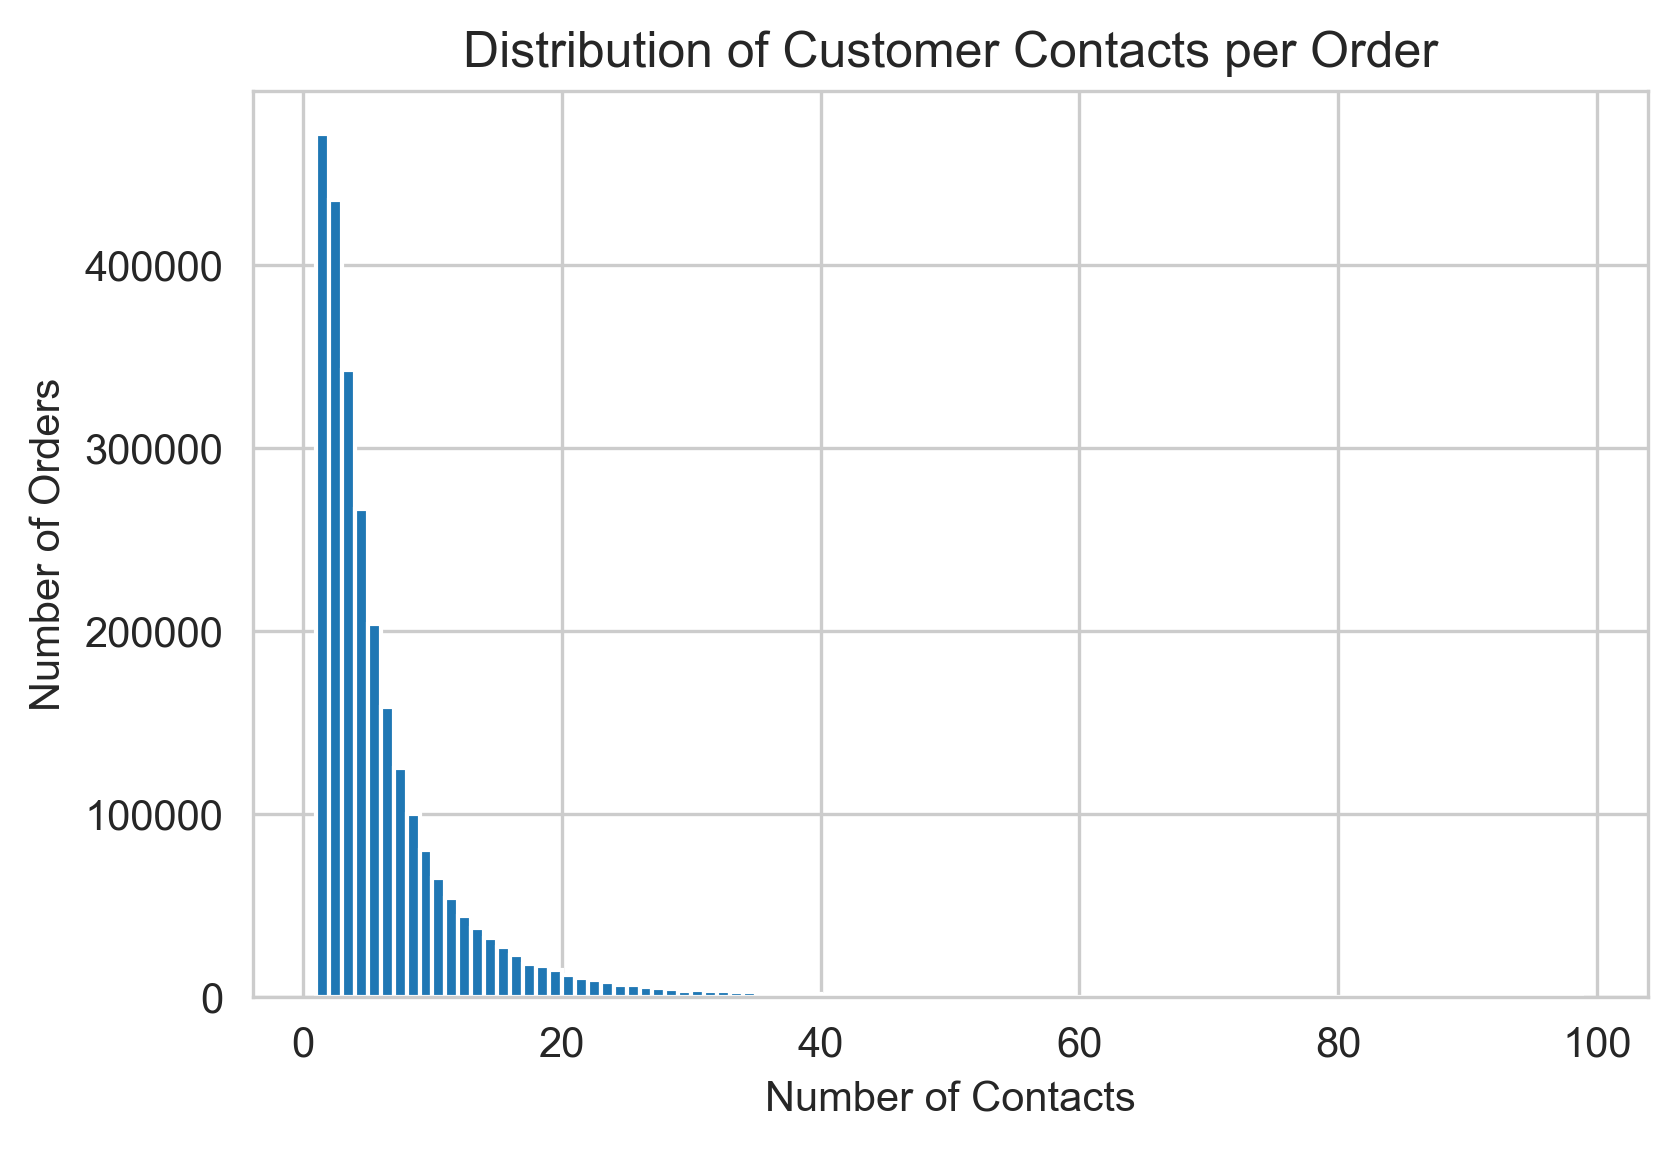 Distribution of Customer Contacts per Order
Number of Orders
400000
300000
200000
100000
0
0 20 40 60 80 100
Number of Contacts